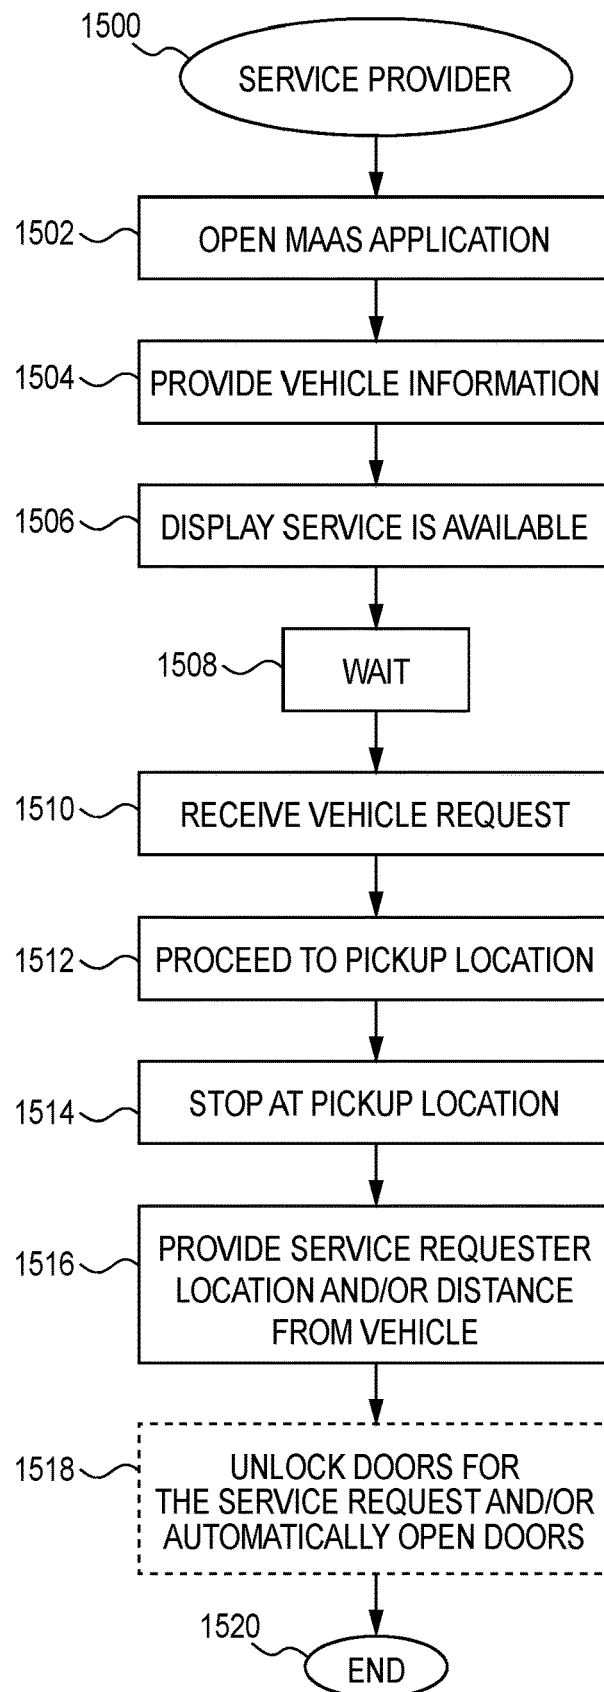 1500
SERVICE PROVIDER
1502
OPEN MAAS APPLICATION
1504
PROVIDE VEHICLE INFORMATION
1506
DISPLAY SERVICE IS AVAILABLE
1508
WAIT
1510
RECEIVE VEHICLE REQUEST
1512
PROCEED TO PICKUP LOCATION
1514
STOP AT PICKUP LOCATION
1516
PROVIDE SERVICE REQUESTER
LOCATION AND/OR DISTANCE
FROM VEHICLE
1518
UNLOCK DOORS FOR
THE SERVICE REQUEST AND/OR
AUTOMATICALLY OPEN DOORS
1520
END